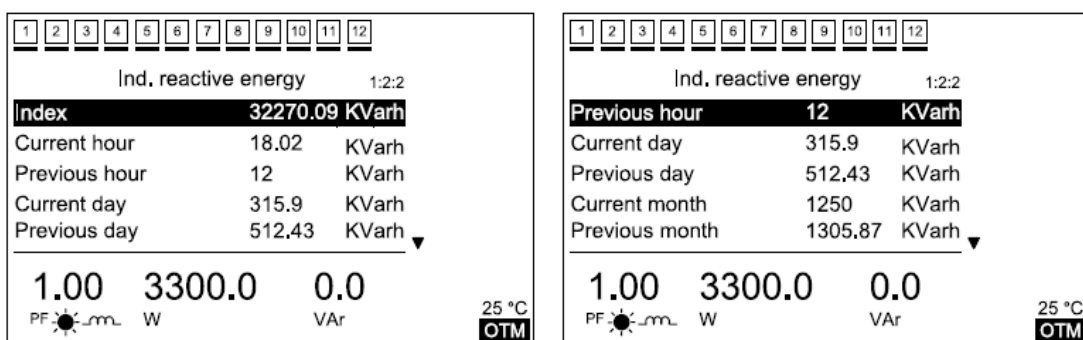 1 2 3 4 5 6 7 8 9 10 11 12
Ind. reactive energy 1:2:2
Index 32270.09 KVarh
Current hour 18.02 KVarh
Previous hour 12 KVarh
Current day 315.9 KVarh
Previous day 512.43 KVarh
1.00 3300.0 0.0
PF W VAr
25 °C
OTM
1 2 3 4 5 6 7 8 9 10 11 12
Ind. reactive energy 1:2:2
Previous hour 12 KVarh
Current day 315.9 KVarh
Previous day 512.43 KVarh
Current month 1250 KVarh
Previous month 1305.87 KVarh
1.00 3300.0 0.0
PF W VAr
25 °C
OTM